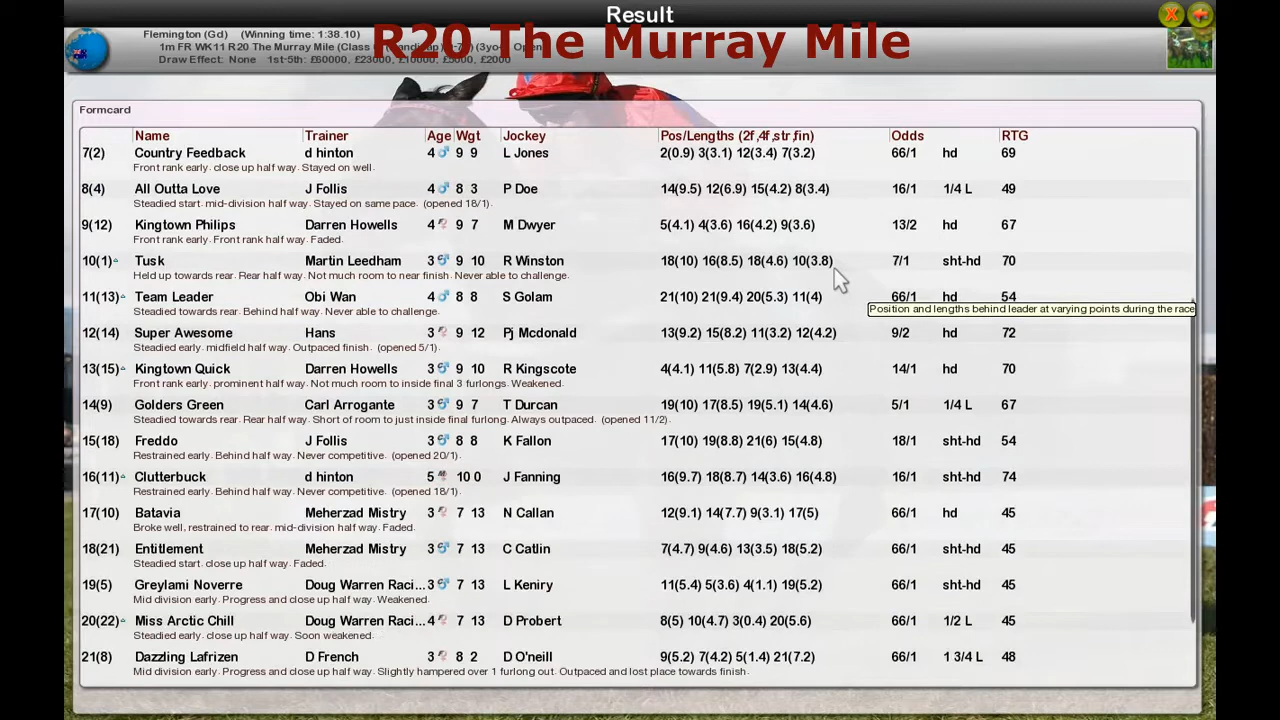 Result
R20 The Murray Mile
Flemington (Gd) (Winning time: 1:38.10)
1m FR WK11 R20 The Murray Mile (Class
Draw Effect: None 1st-5th: £60000, £23000, £10000, £5000, £2000
Formcard
Name Trainer Age Wgt Jockey Pos/Lengths (2f,4f,str,fin) Odds RTG
7(2) Country Feedback d hinton 4 9 9 L Jones 2(0.9) 3(3.1) 12(3.4) 7(3.2) 66/1 hd 69
Front rank early. close up half way. Stayed on well.
8(4) All Outta Love J Follis 4 8 3 P Doe 14(9.5) 12(6.9) 15(4.2) 8(3.4) 16/1 1/4 L 49
Steadied start. mid-division half way. Stayed on same pace. (opened 18/1).
9(12) Kingtown Philips Darren Howells 4 9 7 M Dwyer 5(4.1) 4(3.6) 16(4.2) 9(3.6) 13/2 hd 67
Front rank early. Front rank half way. Faded.
10(1) Tusk Martin Leedham 3 9 10 R Winston 18(10) 16(8.5) 18(4.6) 10(3.8) 7/1 sht-hd 70
Held up towards rear. Rear half way. Not much room to near finish. Never able to challenge.
11(13) Team Leader Obi Wan 4 8 8 S Golam 21(10) 21(9.4) 20(5.3) 11(4) 66/1 hd 54
Steadied towards rear. Behind half way. Never able to challenge.
Position and lengths behind leader at varying points during the race
12(14) Super Awesome Hans 3 9 12 Pj Mcdonald 13(9.2) 15(8.2) 11(3.2) 12(4.2) 9/2 hd 72
Steadied early. midfield half way. Outpaced finish. (opened 5/1).
13(15) Kingtown Quick Darren Howells 3 9 10 R Kingscote 4(4.1) 11(5.8) 7(2.9) 13(4.4) 14/1 hd 70
Front rank early. prominent half way. Not much room to inside final 3 furlongs. Weakened.
14(9) Golders Green Carl Arrogante 3 9 7 T Durcan 19(10) 17(8.5) 19(5.1) 14(4.6) 5/1 1/4 L 67
Steadied towards rear. Rear half way. Short of room to just inside final furlong. Always outpaced. (opened 11/2).
15(18) Freddo J Follis 3 8 8 K Fallon 17(10) 19(8.8) 21(6) 15(4.8) 18/1 sht-hd 54
Restrained early. Behind half way. Never competitive. (opened 20/1).
16(11) Clutterbuck d hinton 5 10 0 J Fanning 16(9.7) 18(8.7) 14(3.6) 16(4.8) 16/1 sht-hd 74
Restrained early. Behind half way. Never competitive. (opened 18/1).
17(10) Batavia Meherzad Mistry 3 7 13 N Callan 12(9.1) 14(7.7) 9(3.1) 17(5) 66/1 hd 45
Broke well, restrained to rear. mid-division half way. Faded.
18(21) Entitlement Meherzad Mistry 3 7 13 C Catlin 7(4.7) 9(4.6) 13(3.5) 18(5.2) 66/1 sht-hd 45
Steadied start. close up half way. Faded.
19(5) Greylami Noverre Doug Warren Raci... 3 7 13 L Keniry 11(5.4) 5(3.6) 4(1.1) 19(5.2) 66/1 sht-hd 45
Mid division early. Progress and close up half way. Weakened.
20(22) Miss Arctic Chill Doug Warren Raci... 4 7 13 D Probert 8(5) 10(4.7) 3(0.4) 20(5.6) 66/1 1/2 L 45
Steadied early. close up half way. Soon weakened.
21(8) Dazzling Lafrizen D French 3 8 2 D O'neill 9(5.2) 7(4.2) 5(1.4) 21(7.2) 66/1 1 3/4 L 48
Mid division early. Progress and close up half way. Slightly hampered over 1 furlong out. Outpaced and lost place towards finish.